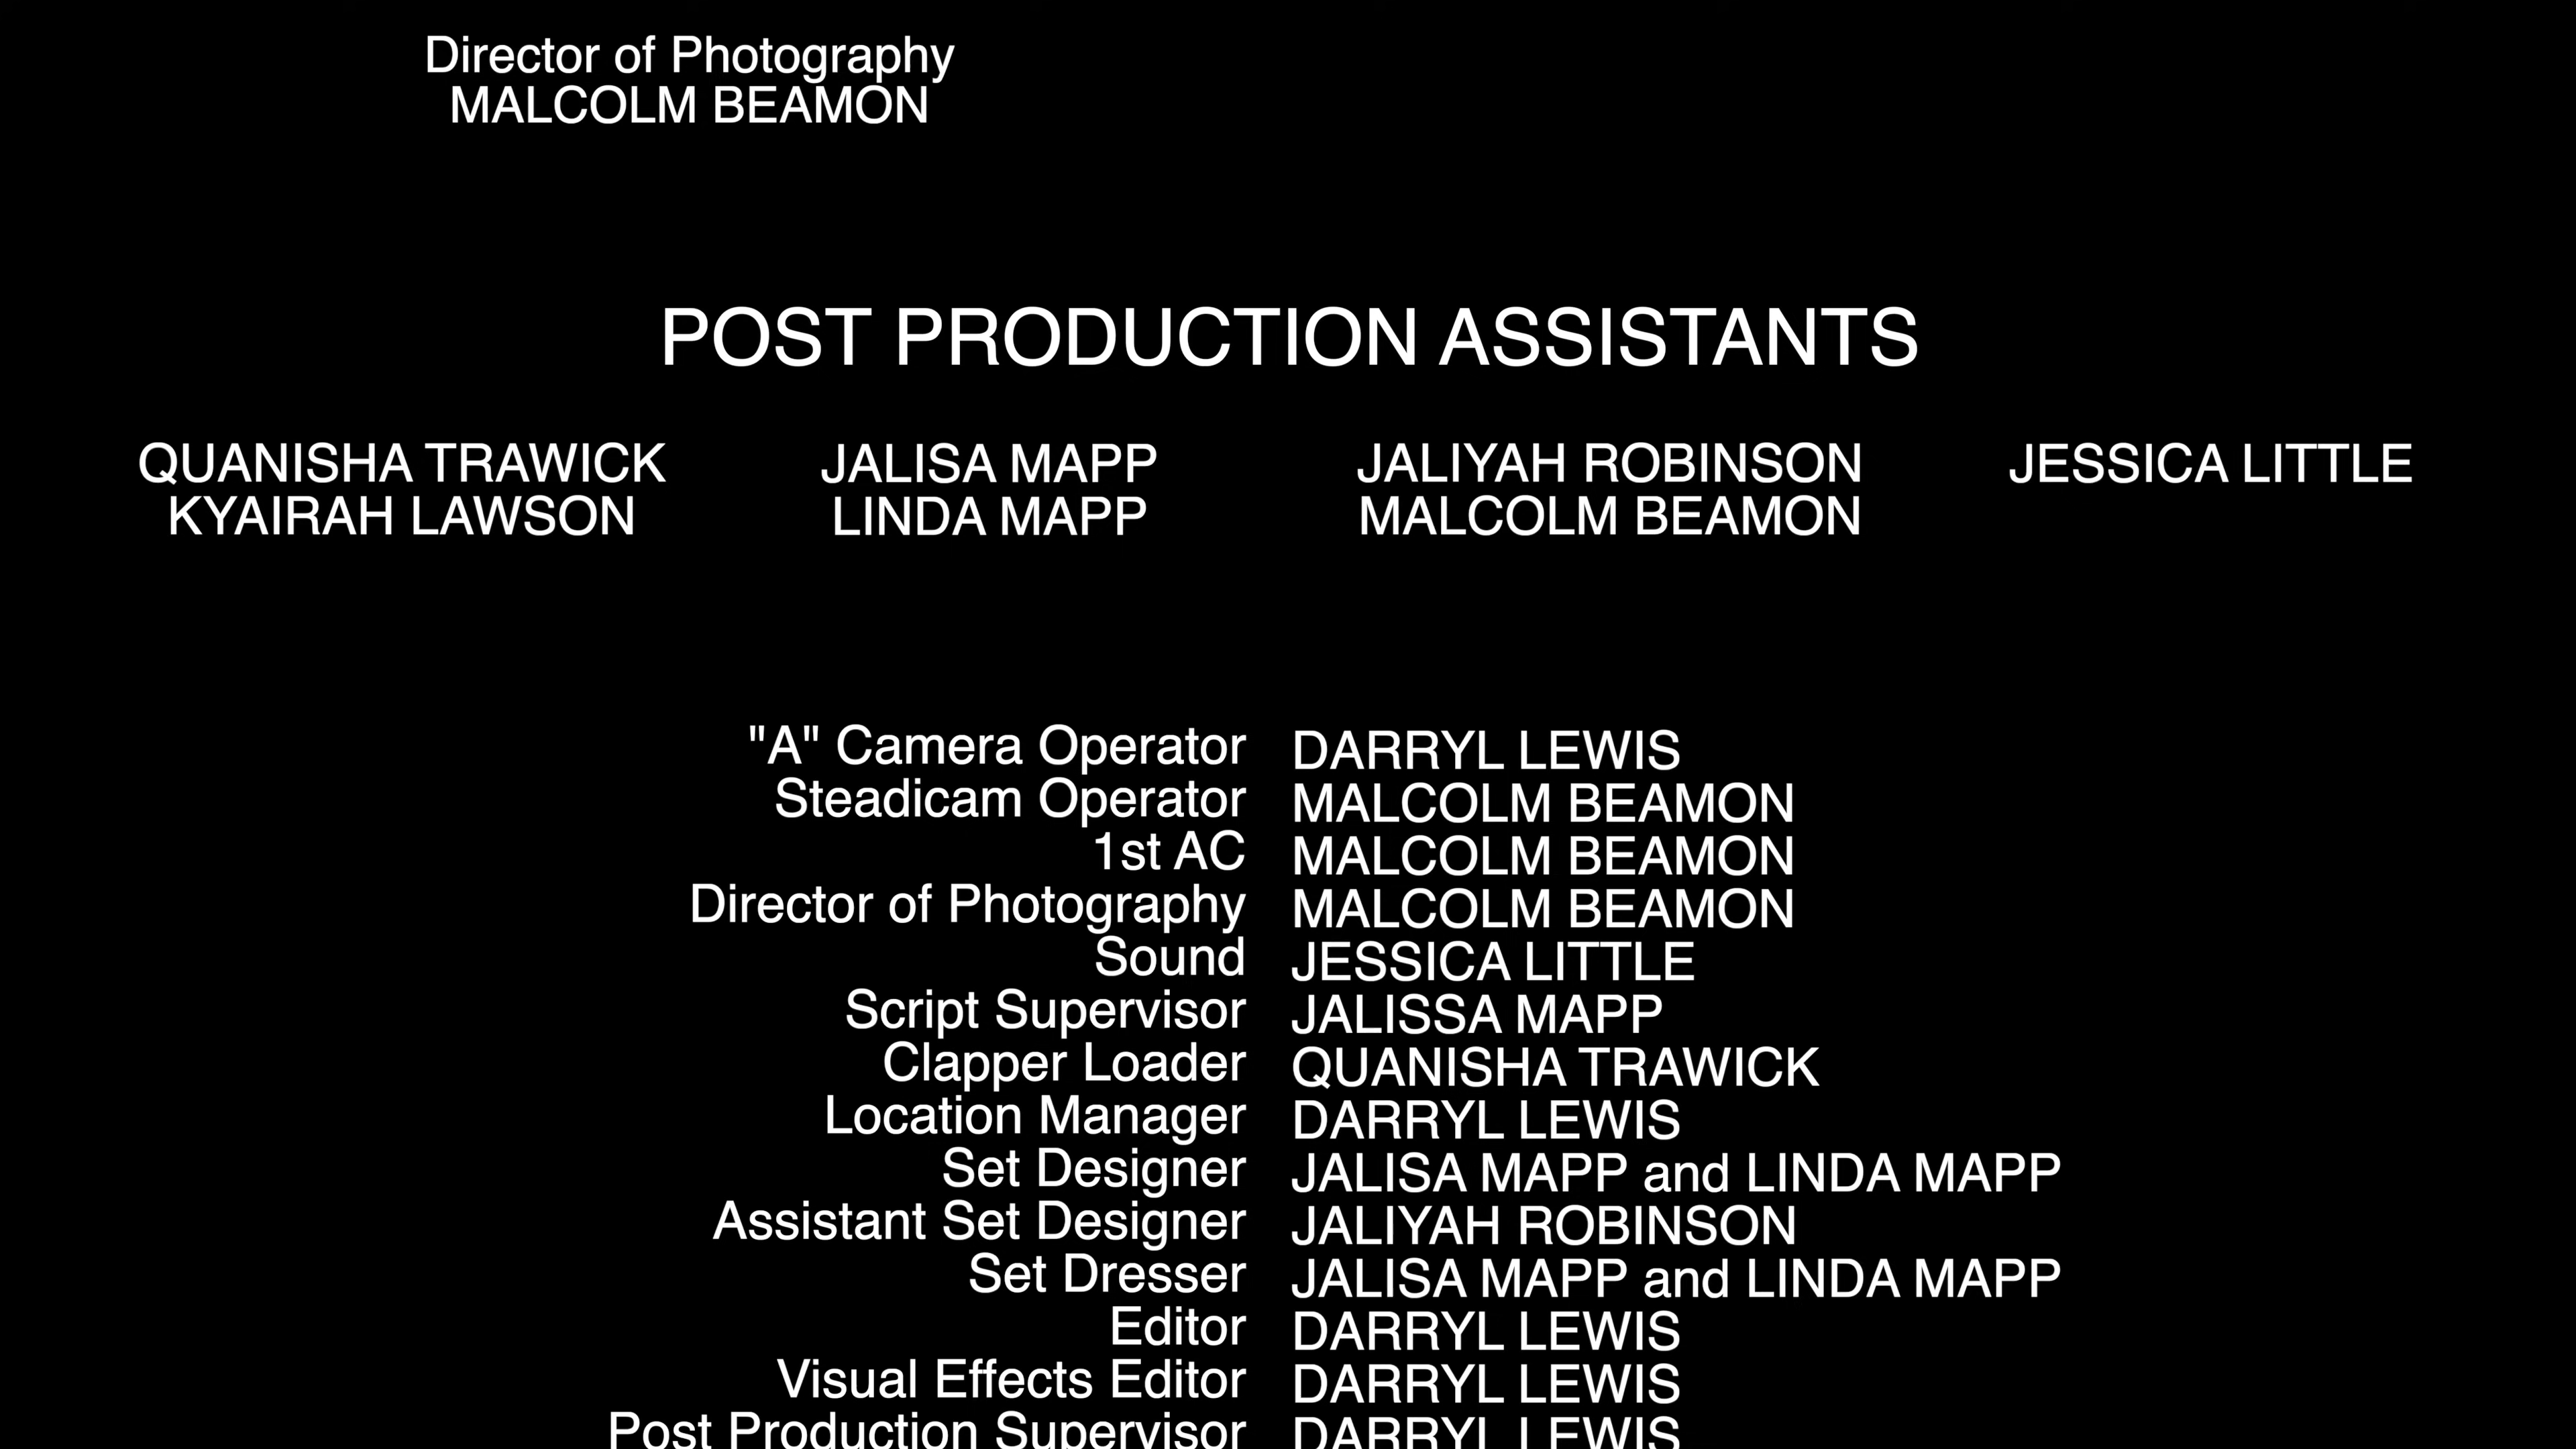 Director of Photography
MALCOLM BEAMON
POST PRODUCTION ASSISTANTS
QUANISHA TRAWICK JALISA MAPP JALIYAH ROBINSON JESSICA LITTLE
KYAIRAH LAWSON LINDA MAPP MALCOLM BEAMON
"A" Camera Operator DARRYL LEWIS
Steadicam Operator MALCOLM BEAMON
1st AC MALCOLM BEAMON
Director of Photography MALCOLM BEAMON
Sound JESSICA LITTLE
Script Supervisor JALISSA MAPP
Clapper Loader QUANISHA TRAWICK
Location Manager DARRYL LEWIS
Set Designer JALISA MAPP and LINDA MAPP
Assistant Set Designer JALIYAH ROBINSON
Set Dresser JALISA MAPP and LINDA MAPP
Editor DARRYL LEWIS
Visual Effects Editor DARRYL LEWIS
Post Production Supervisor DARRYL LEWIS